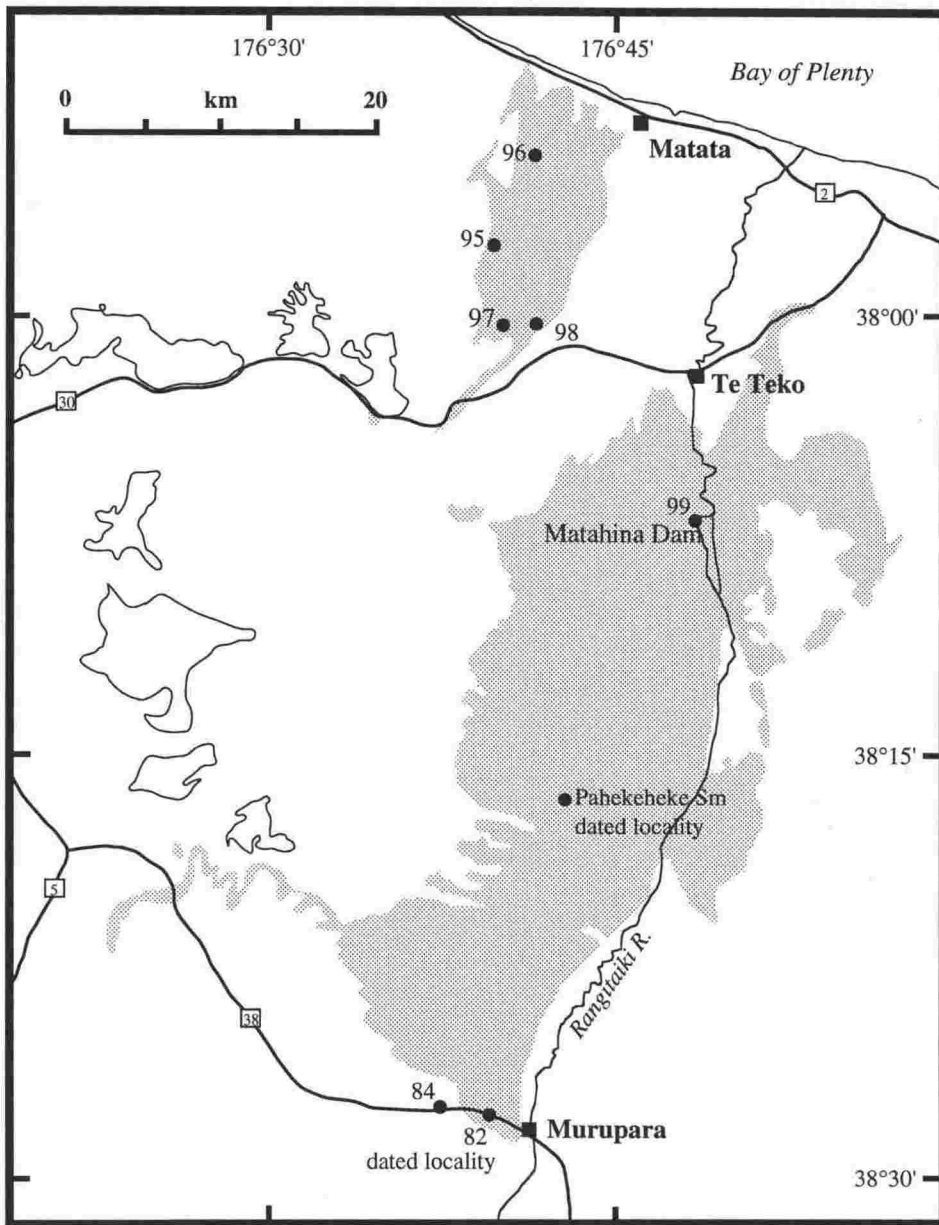 176°30'
176°45'
Bay of Plenty
0 km 20
96
Matata
2
95
97
98
38°00'
30
Te Teko
99
Matahina Dam
38°15'
Pahekeheke Sm
dated locality
5
Rangitaiki R.
38
84
82
Murupara
dated locality
38°30'